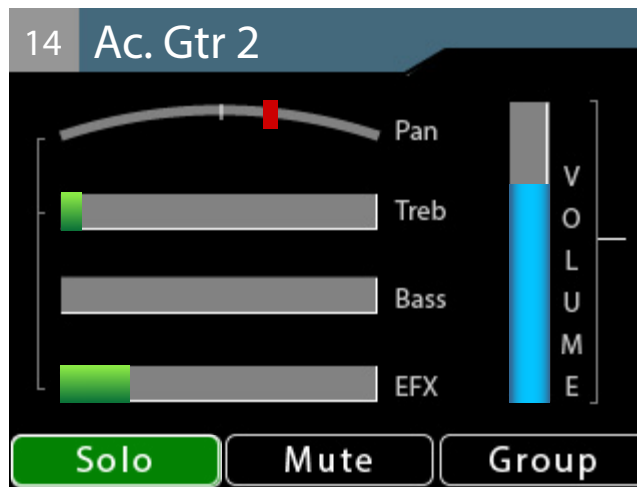 14 Ac. Gtr 2
Pan
Treb
Bass
EFX
VOLUME
Solo Mute Group